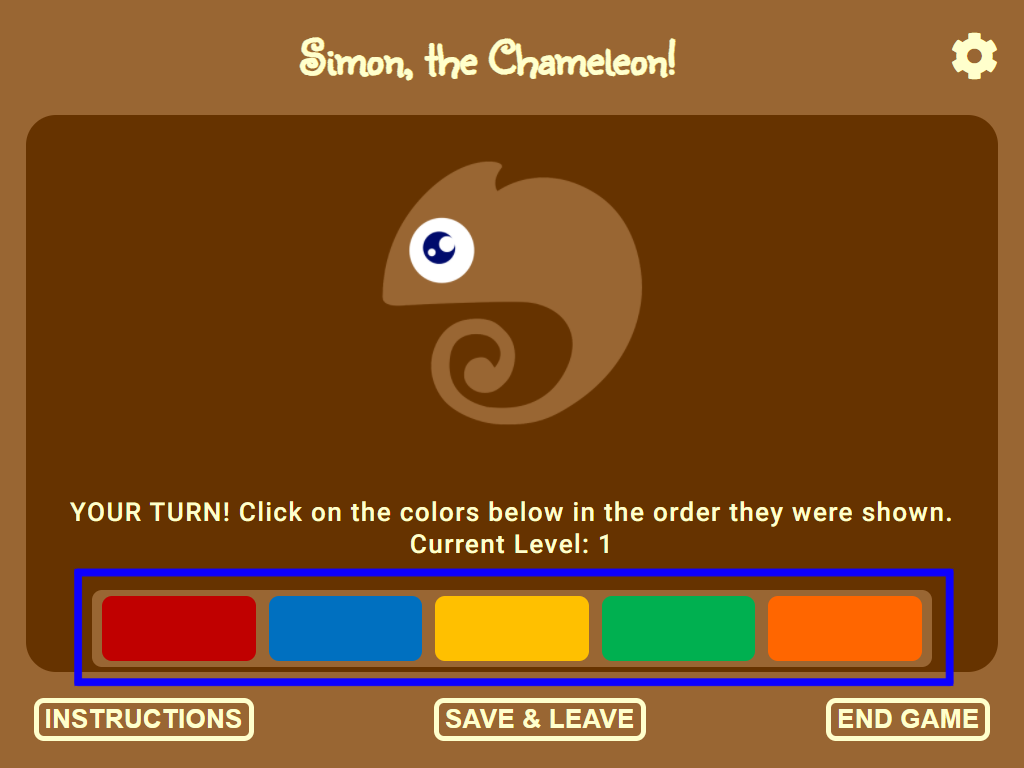 Simon, the Chameleon!
YOUR TURN! Click on the colors below in the order they were shown.
Current Level: 1
INSTRUCTIONS
SAVE & LEAVE
END GAME